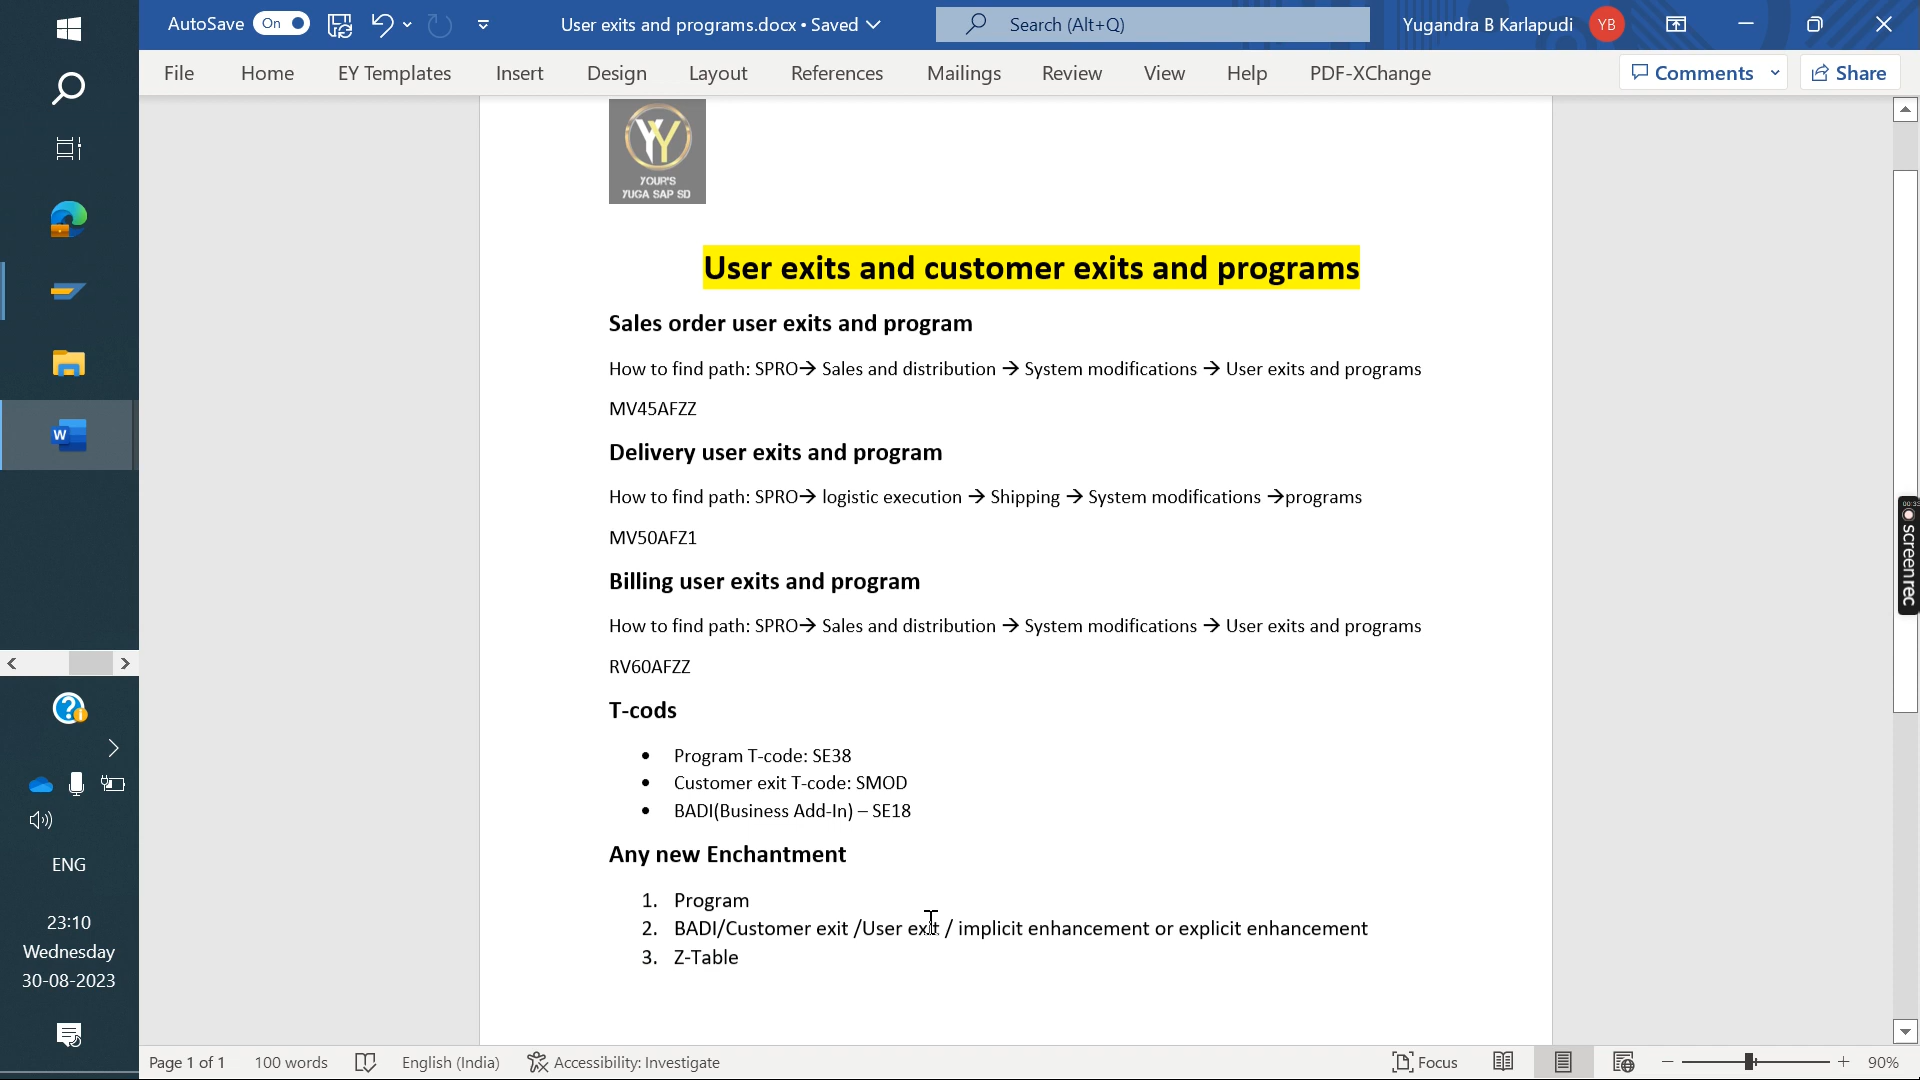 AutoSave On User exits and programs.docx • Saved Search (Alt+Q) Yugandra B Karlapudi YB
File Home EY Templates Insert Design Layout References Mailings Review View Help PDF-XChange Comments Share
YY
YOUR'S
YUGA SAP SD
User exits and customer exits and programs
Sales order user exits and program
How to find path: SPRO→ Sales and distribution → System modifications → User exits and programs
MV45AFZZ
Delivery user exits and program
How to find path: SPRO→ logistic execution → Shipping → System modifications →programs
MV50AFZ1
Billing user exits and program
How to find path: SPRO→ Sales and distribution → System modifications → User exits and programs
RV60AFZZ
T-cods
• Program T-code: SE38
• Customer exit T-code: SMOD
• BADI(Business Add-In) – SE18
Any new Enchantment
1. Program
2. BADI/Customer exit /User exit / implicit enhancement or explicit enhancement
3. Z-Table
screenrec
W
ENG
23:10
Wednesday
30-08-2023
Page 1 of 1 100 words English (India) Accessibility: Investigate Focus 90%